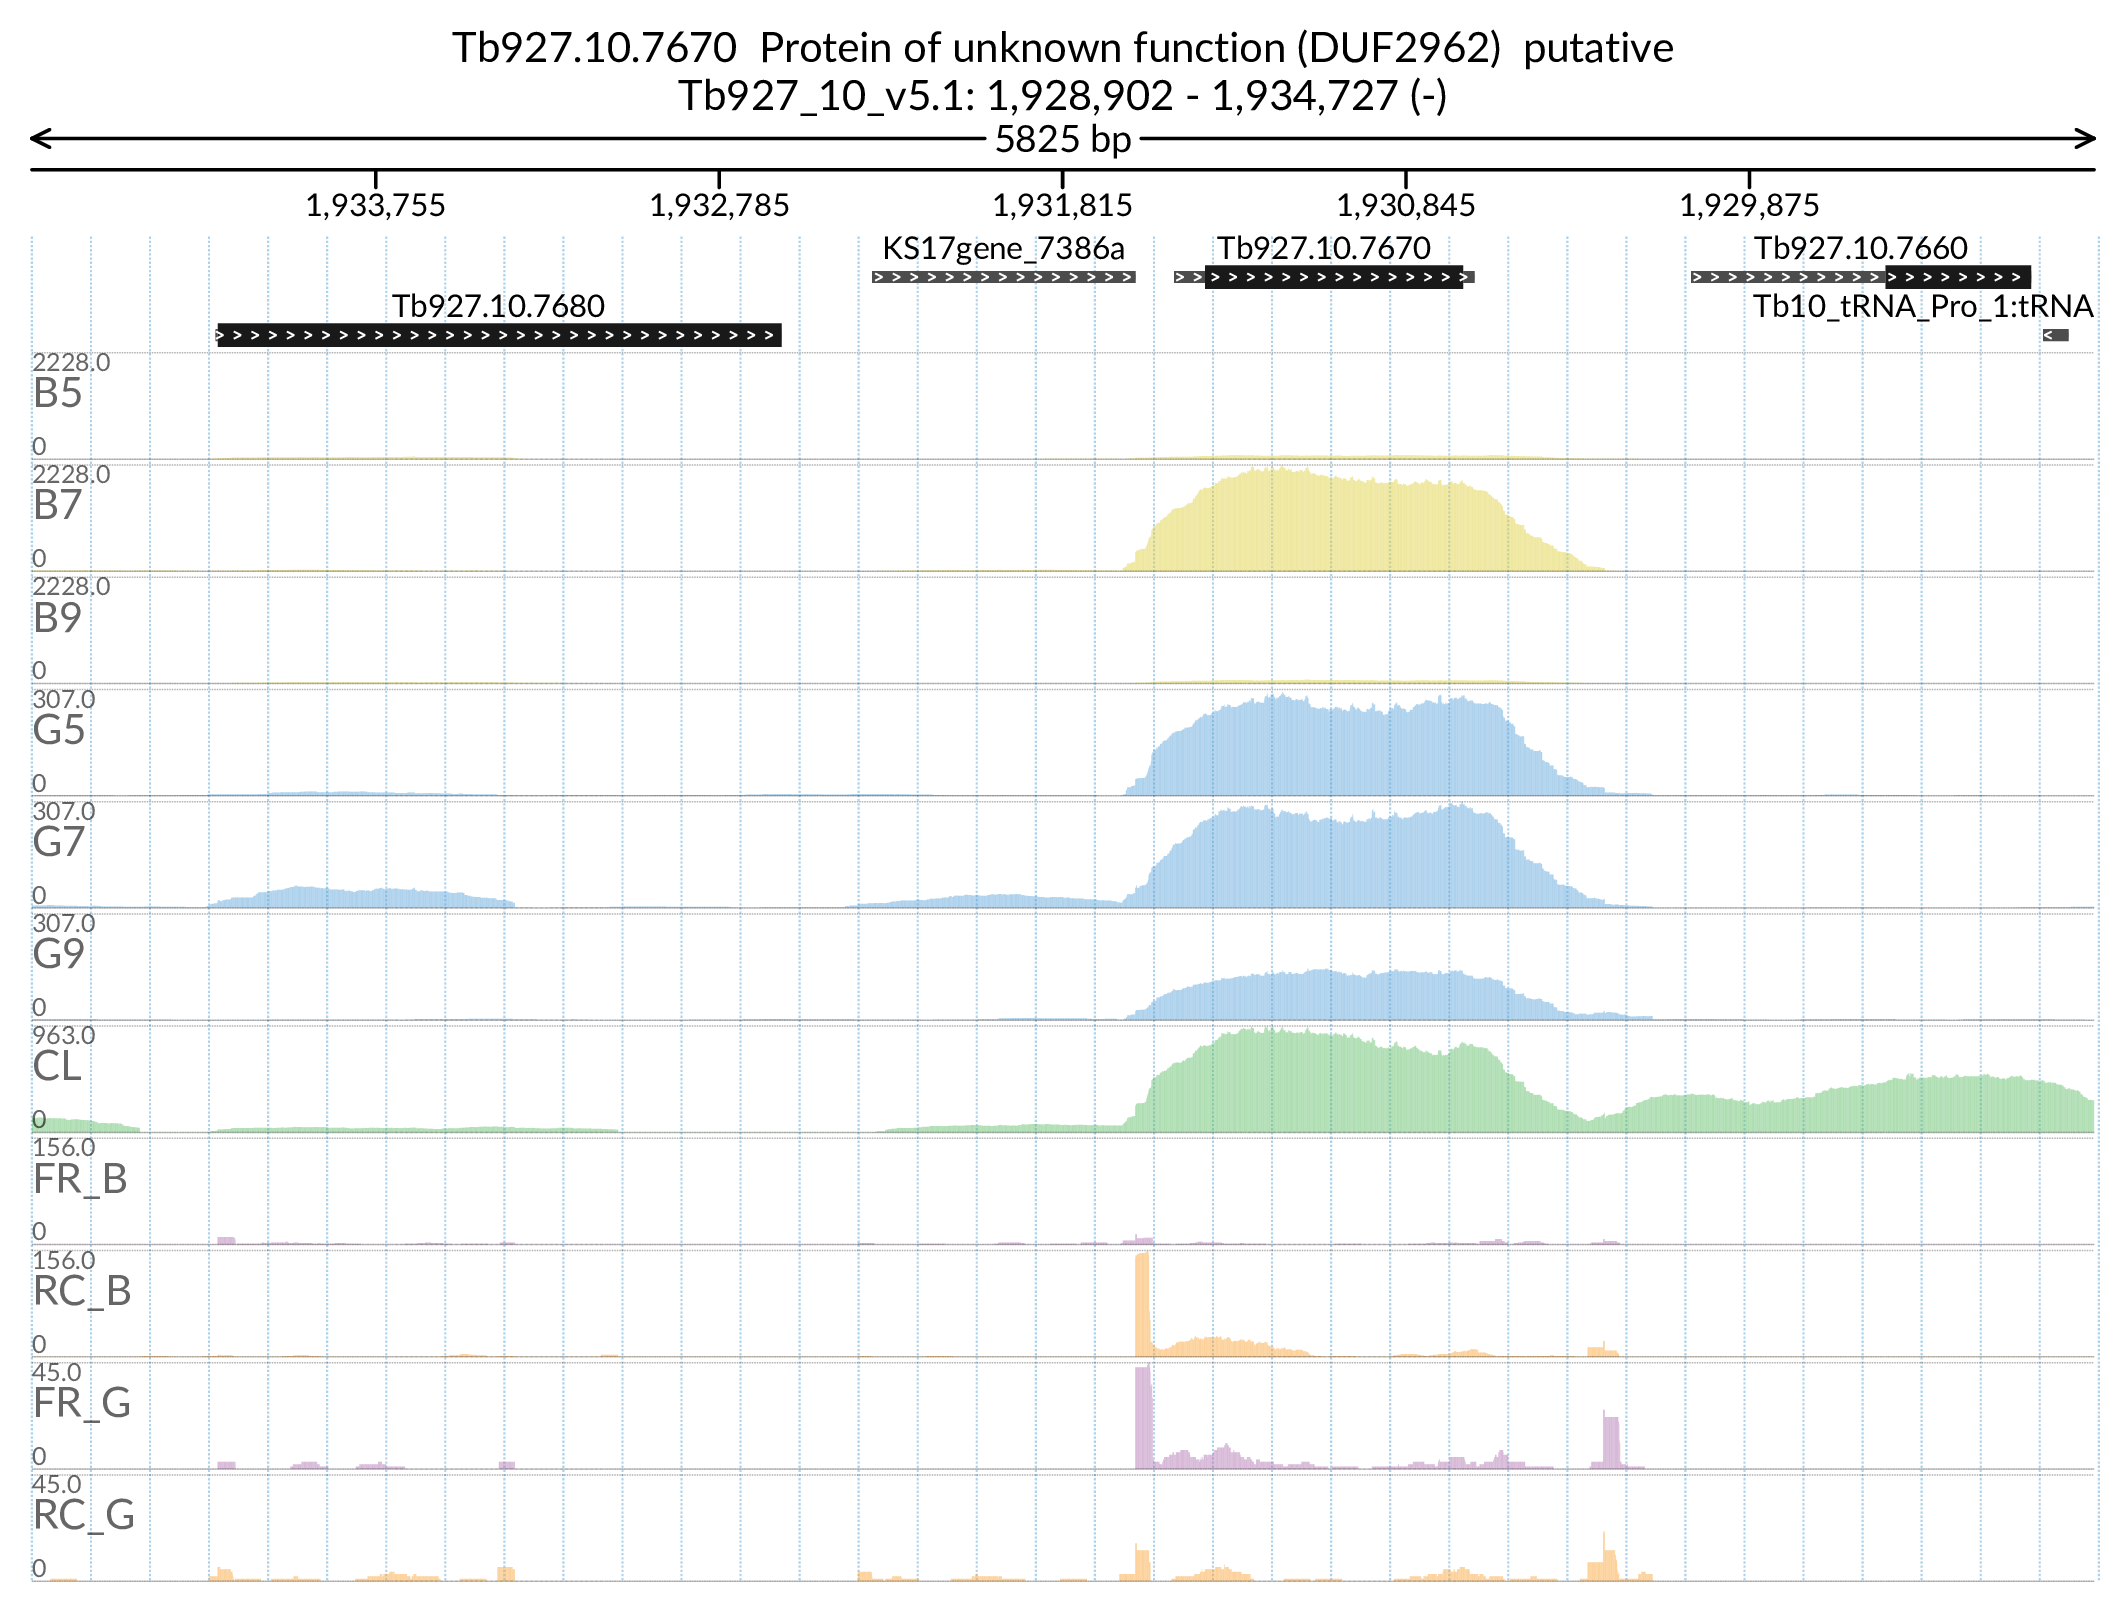 Tb927.10.7670  Protein of unknown function (DUF2962)  putative
Tb927_10_v5.1: 1,928,902 - 1,934,727 (-)
5825 bp
1,933,755 1,932,785 1,931,815 1,930,845 1,929,875
KS17gene_7386a Tb927.10.7670 Tb927.10.7660
Tb927.10.7680 Tb10_tRNA_Pro_1:tRNA
2228.0
B5
0
2228.0
B7
0
2228.0
B9
0
307.0
G5
0
307.0
G7
0
307.0
G9
0
963.0
CL
0
156.0
FR_B
0
156.0
RC_B
0
45.0
FR_G
0
45.0
RC_G
0